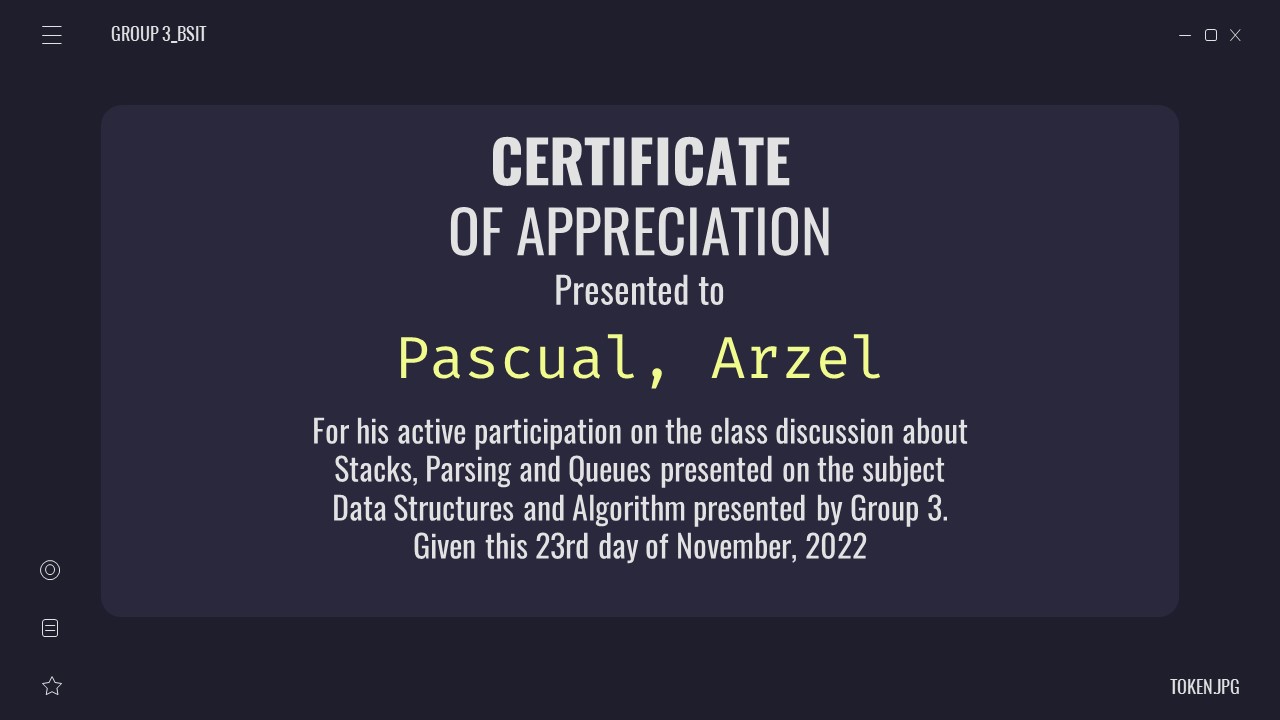 GROUP 3_BSIT
CERTIFICATE
OF APPRECIATION
Presented to
Pascual, Arzel
For his active participation on the class discussion about
Stacks, Parsing and Queues presented on the subject
Data Structures and Algorithm presented by Group 3.
Given this 23rd day of November, 2022
TOKEN.JPG